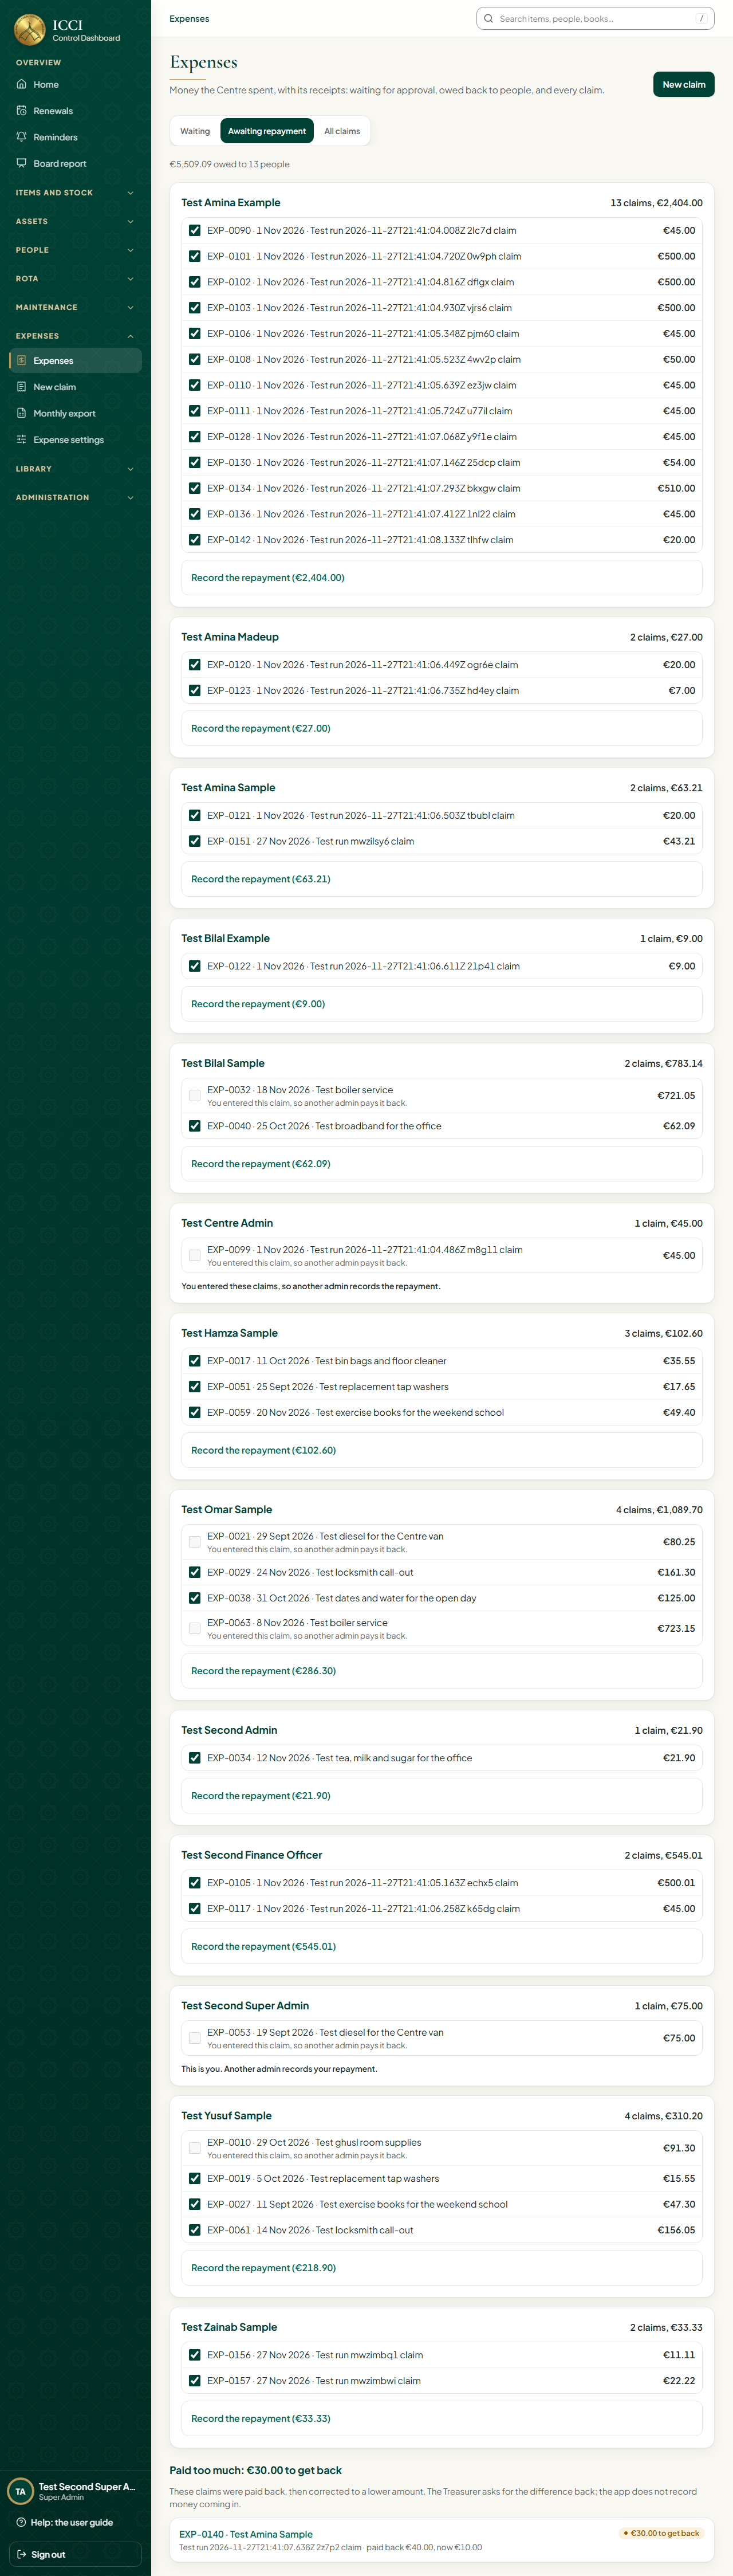 ICCI
Control Dashboard
OVERVIEW
Home
Renewals
Reminders
Board report
ITEMS AND STOCK
ASSETS
PEOPLE
ROTA
MAINTENANCE
EXPENSES
Expenses
New claim
Monthly export
Expense settings
LIBRARY
ADMINISTRATION
TA
Test Second Super A...
Super Admin
Help: the user guide
Sign out
Expenses
Search items, people, books...
/
Expenses
Money the Centre spent, with its receipts: waiting for approval, owed back to people, and every claim.
New claim
Waiting
Awaiting repayment
All claims
€5,509.09 owed to 13 people
Test Amina Example 13 claims, €2,404.00
EXP-0090 · 1 Nov 2026 · Test run 2026-11-27T21:41:04.008Z 2lc7d claim €45.00
EXP-0101 · 1 Nov 2026 · Test run 2026-11-27T21:41:04.720Z 0w9ph claim €500.00
EXP-0102 · 1 Nov 2026 · Test run 2026-11-27T21:41:04.816Z dflgx claim €500.00
EXP-0103 · 1 Nov 2026 · Test run 2026-11-27T21:41:04.930Z vjrs6 claim €500.00
EXP-0106 · 1 Nov 2026 · Test run 2026-11-27T21:41:05.348Z pjm60 claim €45.00
EXP-0108 · 1 Nov 2026 · Test run 2026-11-27T21:41:05.523Z 4wv2p claim €50.00
EXP-0110 · 1 Nov 2026 · Test run 2026-11-27T21:41:05.639Z ez3jw claim €45.00
EXP-0111 · 1 Nov 2026 · Test run 2026-11-27T21:41:05.724Z u77il claim €45.00
EXP-0128 · 1 Nov 2026 · Test run 2026-11-27T21:41:07.068Z y9f1e claim €45.00
EXP-0130 · 1 Nov 2026 · Test run 2026-11-27T21:41:07.146Z 25dcp claim €54.00
EXP-0134 · 1 Nov 2026 · Test run 2026-11-27T21:41:07.293Z bkxgw claim €510.00
EXP-0136 · 1 Nov 2026 · Test run 2026-11-27T21:41:07.412Z 1nl22 claim €45.00
EXP-0142 · 1 Nov 2026 · Test run 2026-11-27T21:41:08.133Z tlhfw claim €20.00
Record the repayment (€2,404.00)
Test Amina Madeup 2 claims, €27.00
EXP-0120 · 1 Nov 2026 · Test run 2026-11-27T21:41:06.449Z ogr6e claim €20.00
EXP-0123 · 1 Nov 2026 · Test run 2026-11-27T21:41:06.735Z hd4ey claim €7.00
Record the repayment (€27.00)
Test Amina Sample 2 claims, €63.21
EXP-0121 · 1 Nov 2026 · Test run 2026-11-27T21:41:06.503Z tbubl claim €20.00
EXP-0151 · 27 Nov 2026 · Test run mwzilsy6 claim €43.21
Record the repayment (€63.21)
Test Bilal Example 1 claim, €9.00
EXP-0122 · 1 Nov 2026 · Test run 2026-11-27T21:41:06.611Z 21p41 claim €9.00
Record the repayment (€9.00)
Test Bilal Sample 2 claims, €783.14
EXP-0032 · 18 Nov 2026 · Test boiler service €721.05
You entered this claim, so another admin pays it back.
EXP-0040 · 25 Oct 2026 · Test broadband for the office €62.09
Record the repayment (€62.09)
Test Centre Admin 1 claim, €45.00
EXP-0099 · 1 Nov 2026 · Test run 2026-11-27T21:41:04.486Z m8g11 claim €45.00
You entered this claim, so another admin pays it back.
You entered these claims, so another admin records the repayment.
Test Hamza Sample 3 claims, €102.60
EXP-0017 · 11 Oct 2026 · Test bin bags and floor cleaner €35.55
EXP-0051 · 25 Sept 2026 · Test replacement tap washers €17.65
EXP-0059 · 20 Nov 2026 · Test exercise books for the weekend school €49.40
Record the repayment (€102.60)
Test Omar Sample 4 claims, €1,089.70
EXP-0021 · 29 Sept 2026 · Test diesel for the Centre van €80.25
You entered this claim, so another admin pays it back.
EXP-0029 · 24 Nov 2026 · Test locksmith call-out €161.30
EXP-0038 · 31 Oct 2026 · Test dates and water for the open day €125.00
EXP-0063 · 8 Nov 2026 · Test boiler service €723.15
You entered this claim, so another admin pays it back.
Record the repayment (€286.30)
Test Second Admin 1 claim, €21.90
EXP-0034 · 12 Nov 2026 · Test tea, milk and sugar for the office €21.90
Record the repayment (€21.90)
Test Second Finance Officer 2 claims, €545.01
EXP-0105 · 1 Nov 2026 · Test run 2026-11-27T21:41:05.163Z echx5 claim €500.01
EXP-0117 · 1 Nov 2026 · Test run 2026-11-27T21:41:06.258Z k65dg claim €45.00
Record the repayment (€545.01)
Test Second Super Admin 1 claim, €75.00
EXP-0053 · 19 Sept 2026 · Test diesel for the Centre van €75.00
You entered this claim, so another admin pays it back.
This is you. Another admin records your repayment.
Test Yusuf Sample 4 claims, €310.20
EXP-0010 · 29 Oct 2026 · Test ghusl room supplies €91.30
You entered this claim, so another admin pays it back.
EXP-0019 · 5 Oct 2026 · Test replacement tap washers €15.55
EXP-0027 · 11 Sept 2026 · Test exercise books for the weekend school €47.30
EXP-0061 · 14 Nov 2026 · Test locksmith call-out €156.05
Record the repayment (€218.90)
Test Zainab Sample 2 claims, €33.33
EXP-0156 · 27 Nov 2026 · Test run mwzimbq1 claim €11.11
EXP-0157 · 27 Nov 2026 · Test run mwzimbwi claim €22.22
Record the repayment (€33.33)
Paid too much: €30.00 to get back
These claims were paid back, then corrected to a lower amount. The Treasurer asks for the difference back; the app does not record
money coming in.
EXP-0140 · Test Amina Sample €30.00 to get back
Test run 2026-11-27T21:41:07.638Z 2z7p2 claim · paid back €40.00, now €10.00